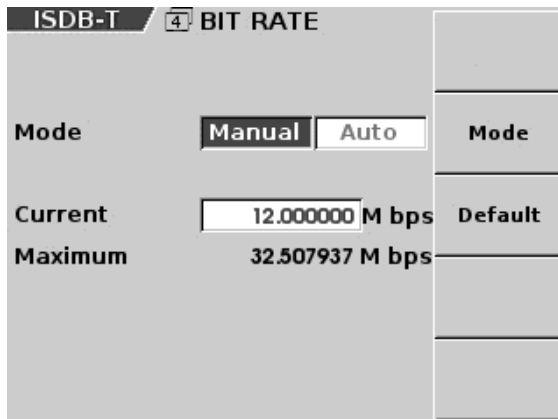 ISDB-T / 4 BIT RATE
Mode Manual Auto Mode
Current 12.000000 M bps Default
Maximum 32.507937 M bps